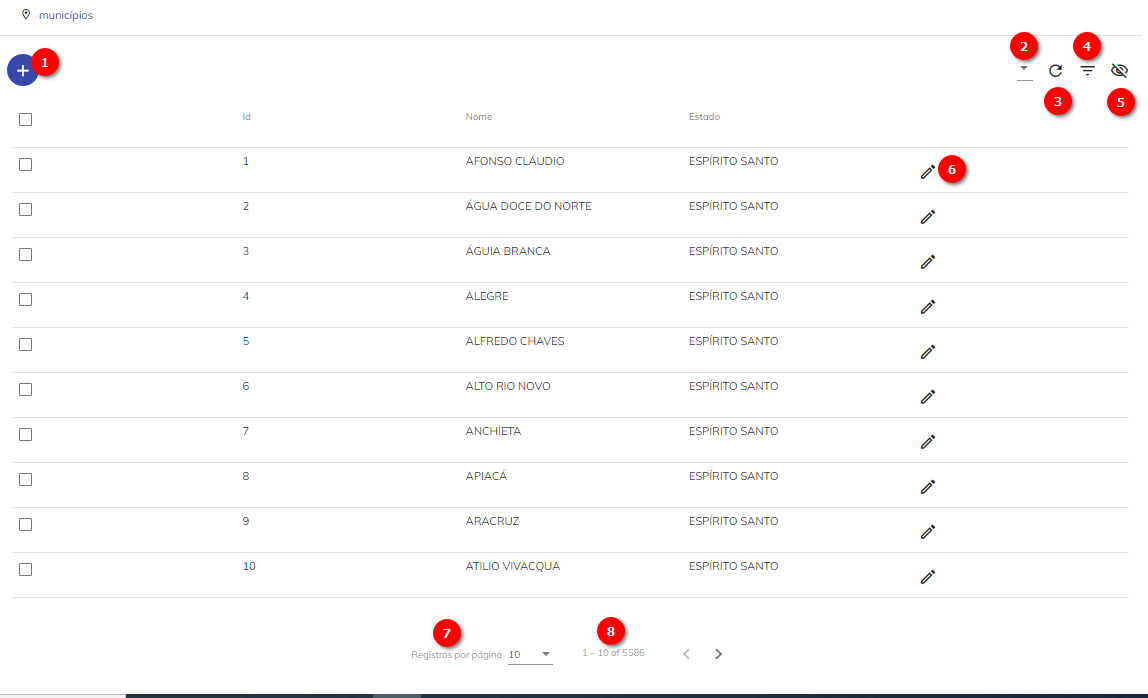 municípios
+ 1
2
4
3
5
Id Nome Estado
1 AFONSO CLÁUDIO ESPÍRITO SANTO
6
2 ÁGUA DOCE DO NORTE ESPÍRITO SANTO
3 ÁGUIA BRANCA ESPÍRITO SANTO
4 ALEGRE ESPÍRITO SANTO
5 ALFREDO CHAVES ESPÍRITO SANTO
6 ALTO RIO NOVO ESPÍRITO SANTO
7 ANCHIETA ESPÍRITO SANTO
8 APIACÁ ESPÍRITO SANTO
9 ARACRUZ ESPÍRITO SANTO
10 ATILIO VIVACQUA ESPÍRITO SANTO
7 8
Registros por página 10 1 – 10 of 5586